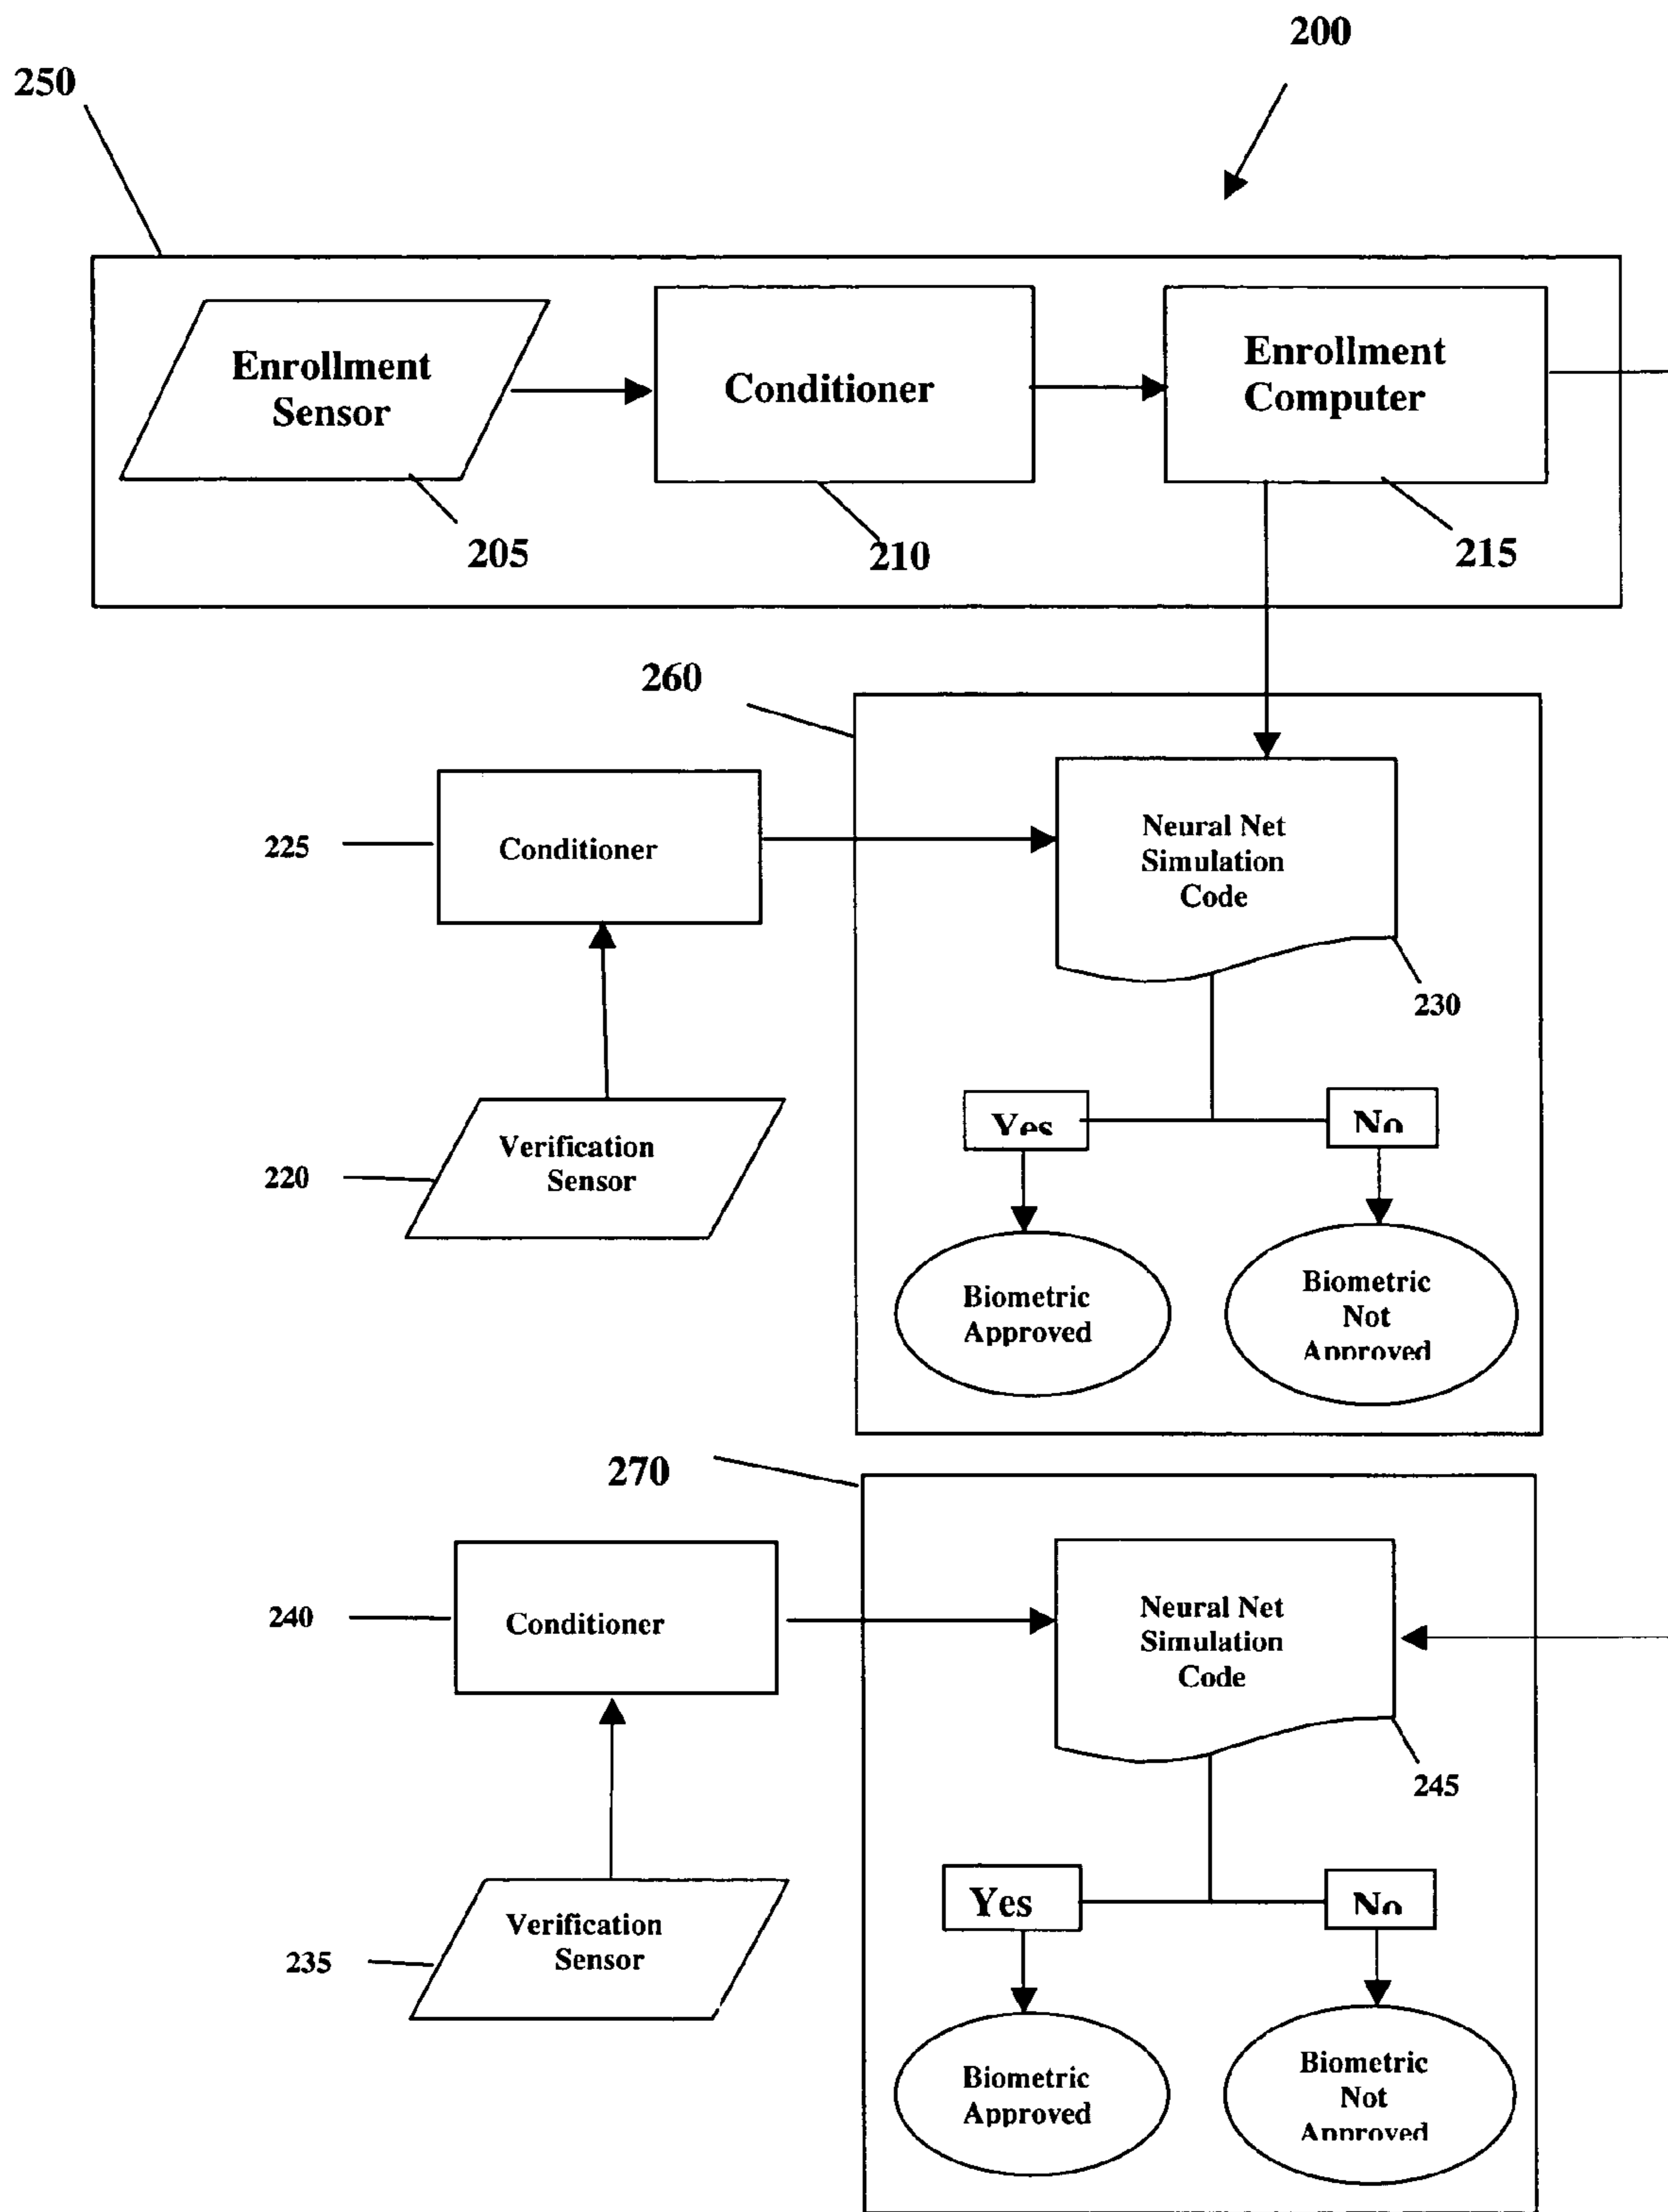 200
250
Enrollment
Sensor
Conditioner
Enrollment
Computer
205
210
215
260
225
Conditioner
Neural Net
Simulation
Code
230
Yes
No
220
Verification
Sensor
Biometric
Approved
Biometric
Not
Approved
270
240
Conditioner
Neural Net
Simulation
Code
245
Yes
No
235
Verification
Sensor
Biometric
Approved
Biometric
Not
Approved